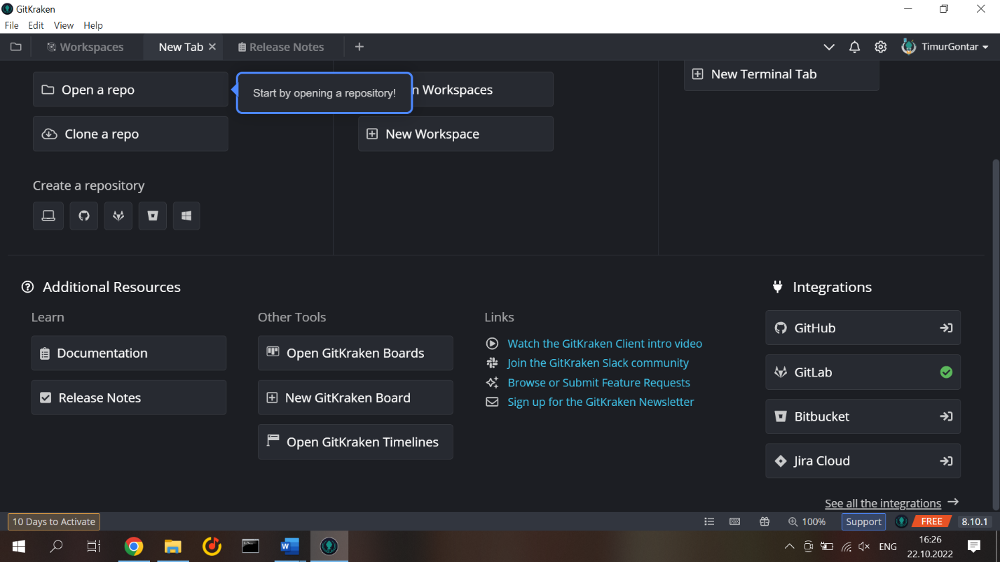 GitKraken
File Edit View Help
Workspaces
New Tab
Release Notes
TimurGontar
Open a repo
Start by opening a repository!
n Workspaces
New Terminal Tab
Clone a repo
New Workspace
Create a repository
Additional Resources
Integrations
Learn
Other Tools
Links
GitHub
Documentation
Open GitKraken Boards
Watch the GitKraken Client intro video
Join the GitKraken Slack community
GitLab
Browse or Submit Feature Requests
Release Notes
New GitKraken Board
Sign up for the GitKraken Newsletter
Bitbucket
Open GitKraken Timelines
Jira Cloud
See all the integrations
10 Days to Activate
100%
Support
FREE
8.10.1
W
ENG
16:26
22.10.2022